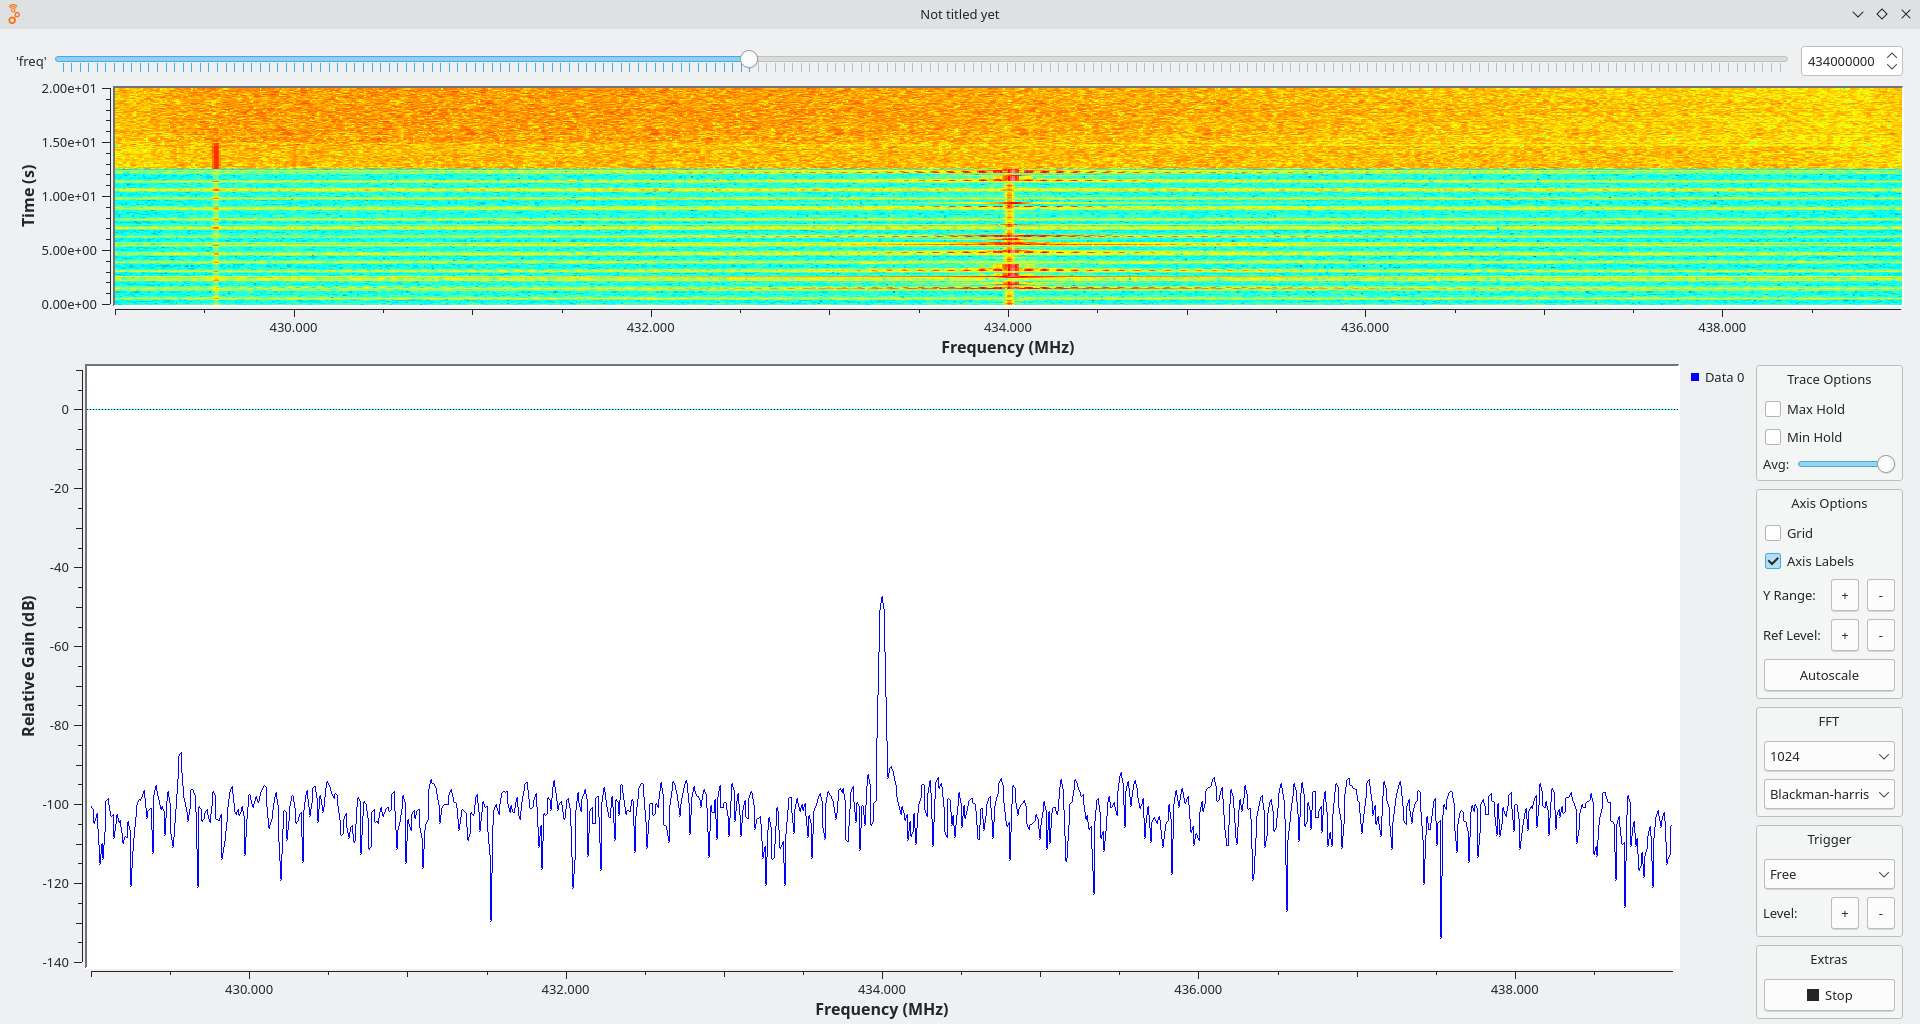 Not titled yet
'freq'
434000000
2.00e+01
1.50e+01
1.00e+01
5.00e+00
0.00e+00
Time (s)
430.000 432.000 434.000 436.000 438.000
Frequency (MHz)
0
-20
-40
-60
-80
-100
-120
-140
Relative Gain (dB)
430.000 432.000 434.000 436.000 438.000
Frequency (MHz)
Data 0
Trace Options
Max Hold
Min Hold
Avg:
Axis Options
Grid
Axis Labels
Y Range: + -
Ref Level: + -
Autoscale
FFT
1024
Blackman-harris
Trigger
Free
Level: + -
Extras
Stop